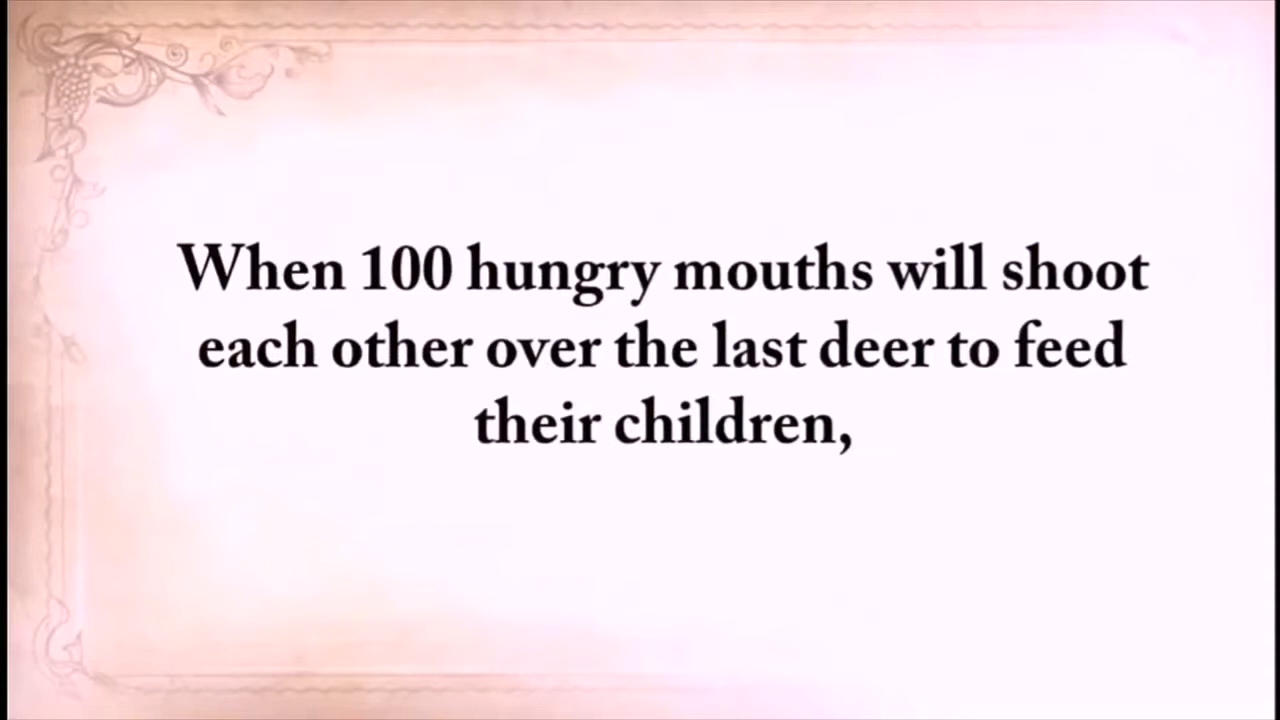 When 100 hungry mouths will shoot
each other over the last deer to feed
their children,